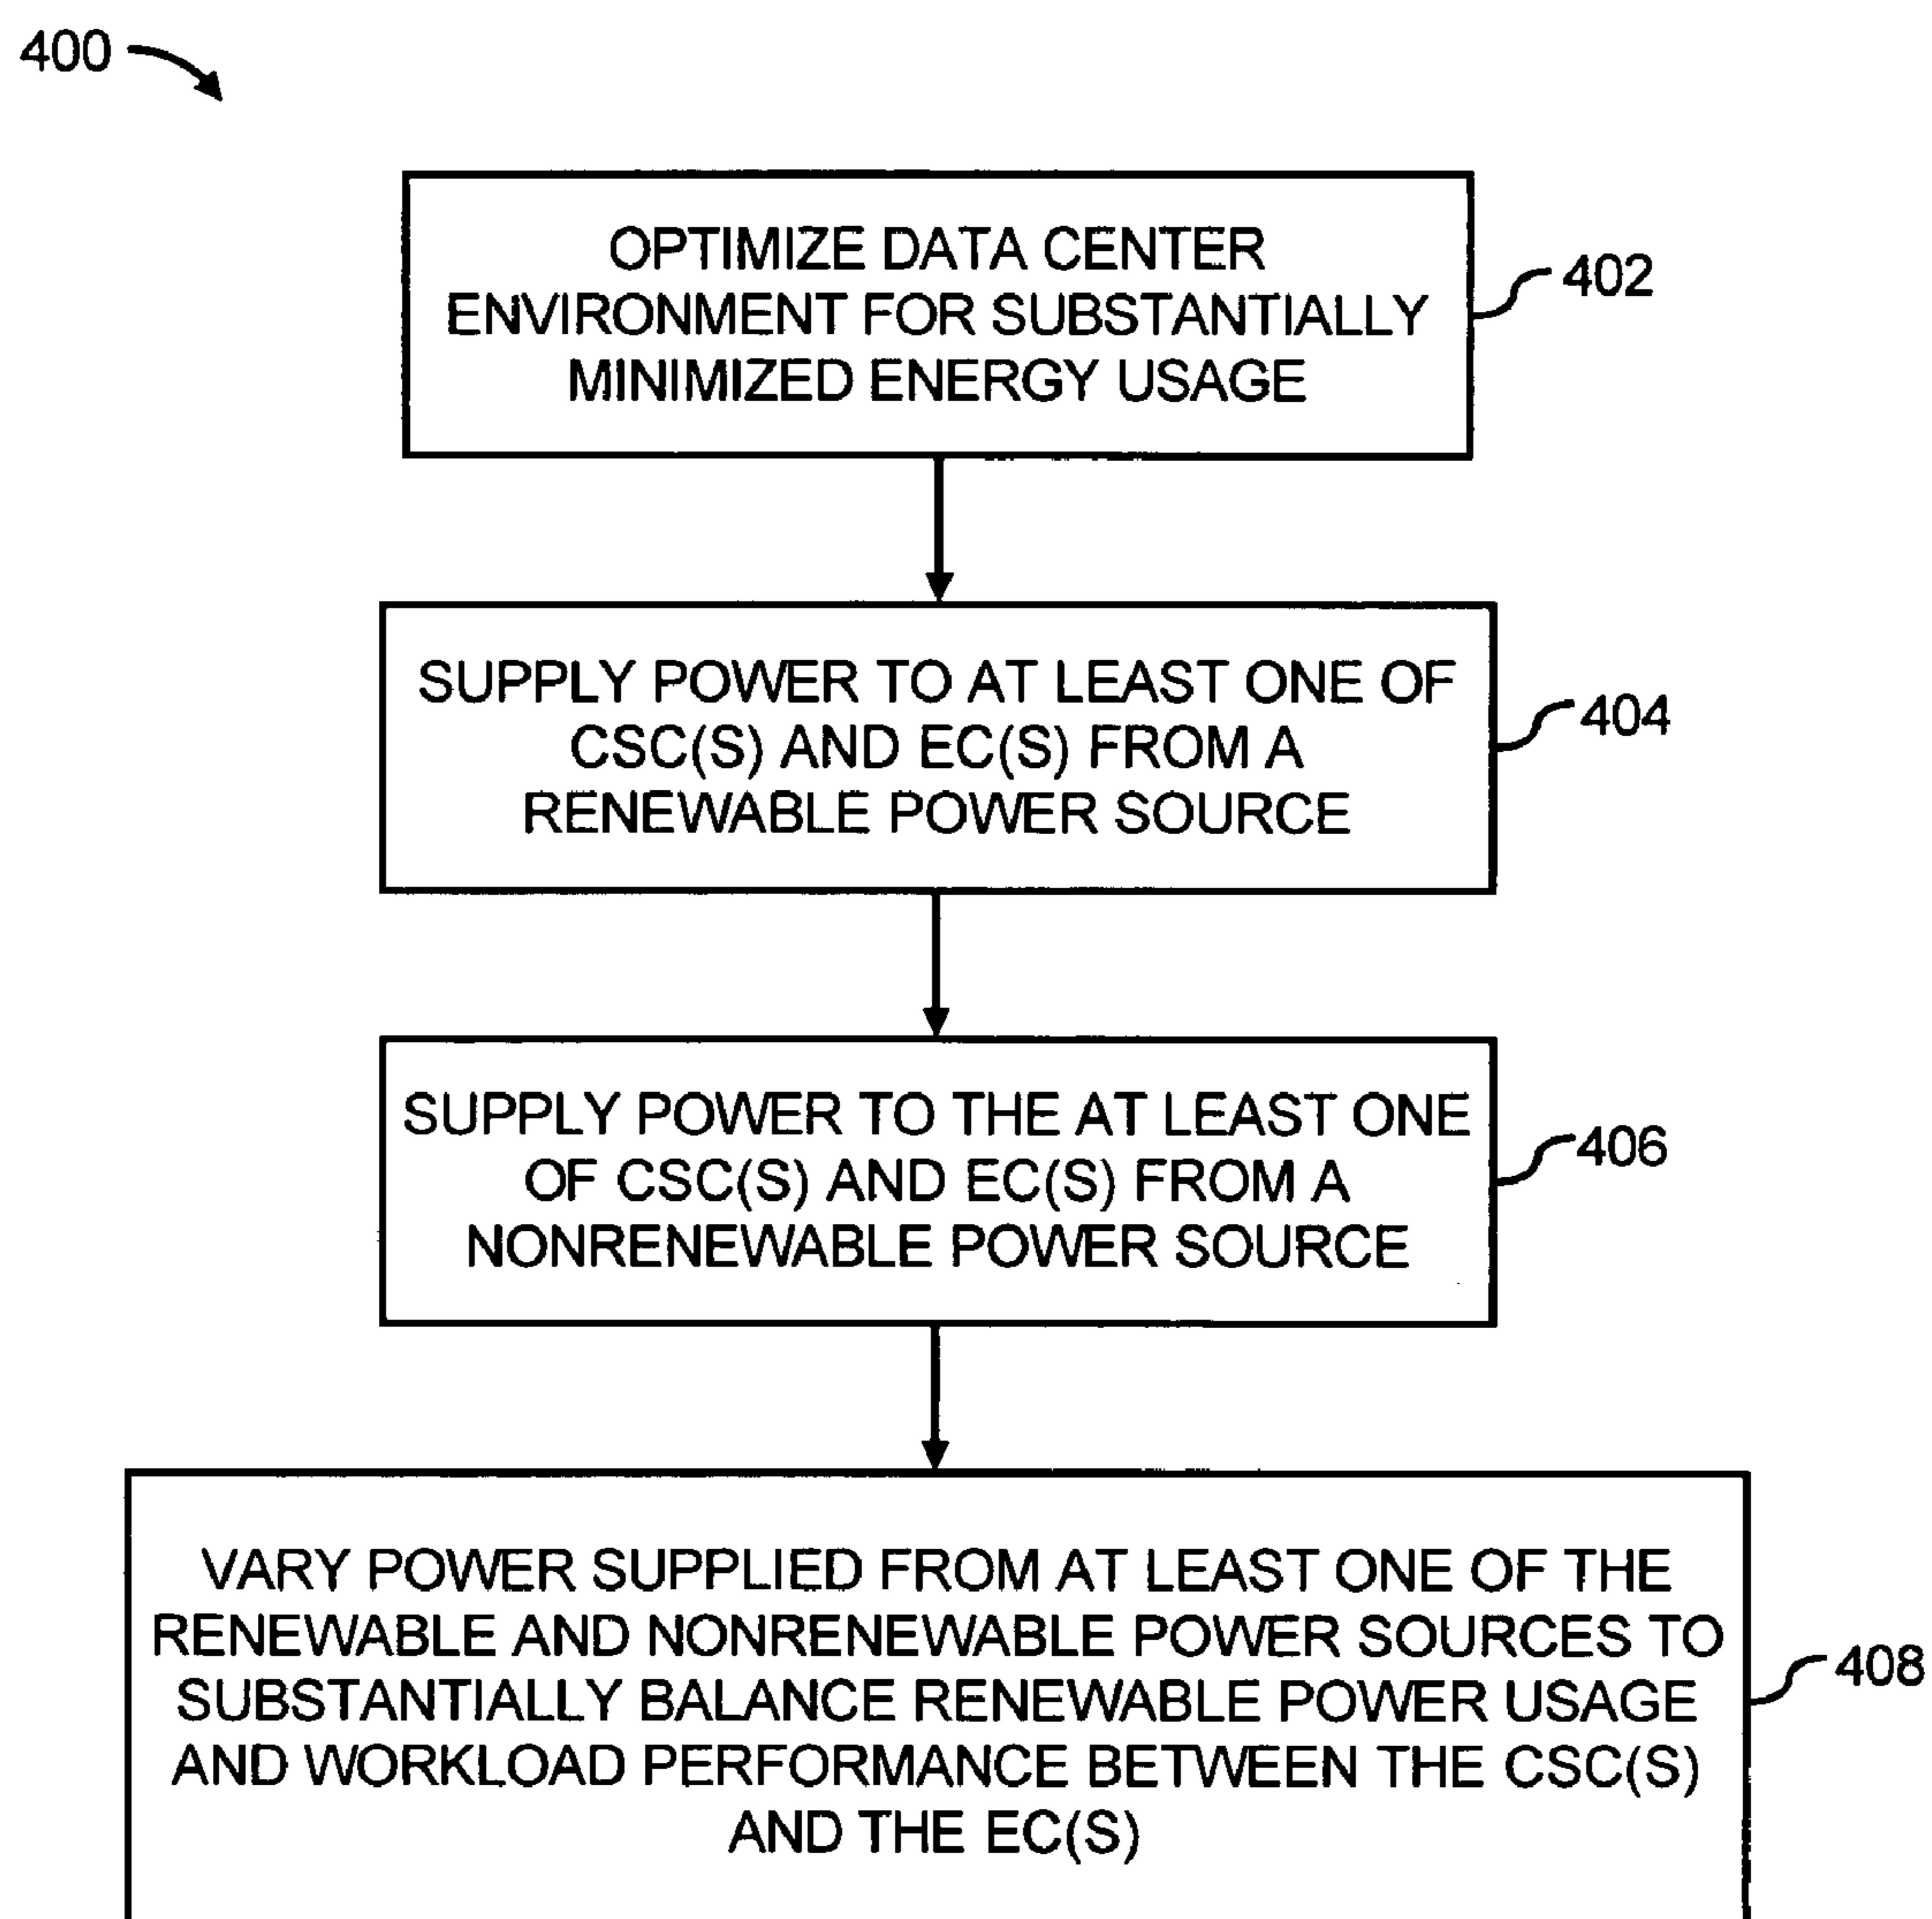 400
OPTIMIZE DATA CENTER
ENVIRONMENT FOR SUBSTANTIALLY
MINIMIZED ENERGY USAGE
402
SUPPLY POWER TO AT LEAST ONE OF
CSC(S) AND EC(S) FROM A
RENEWABLE POWER SOURCE
404
SUPPLY POWER TO THE AT LEAST ONE
OF CSC(S) AND EC(S) FROM A
NONRENEWABLE POWER SOURCE
406
VARY POWER SUPPLIED FROM AT LEAST ONE OF THE
RENEWABLE AND NONRENEWABLE POWER SOURCES TO
SUBSTANTIALLY BALANCE RENEWABLE POWER USAGE
AND WORKLOAD PERFORMANCE BETWEEN THE CSC(S)
AND THE EC(S)
408